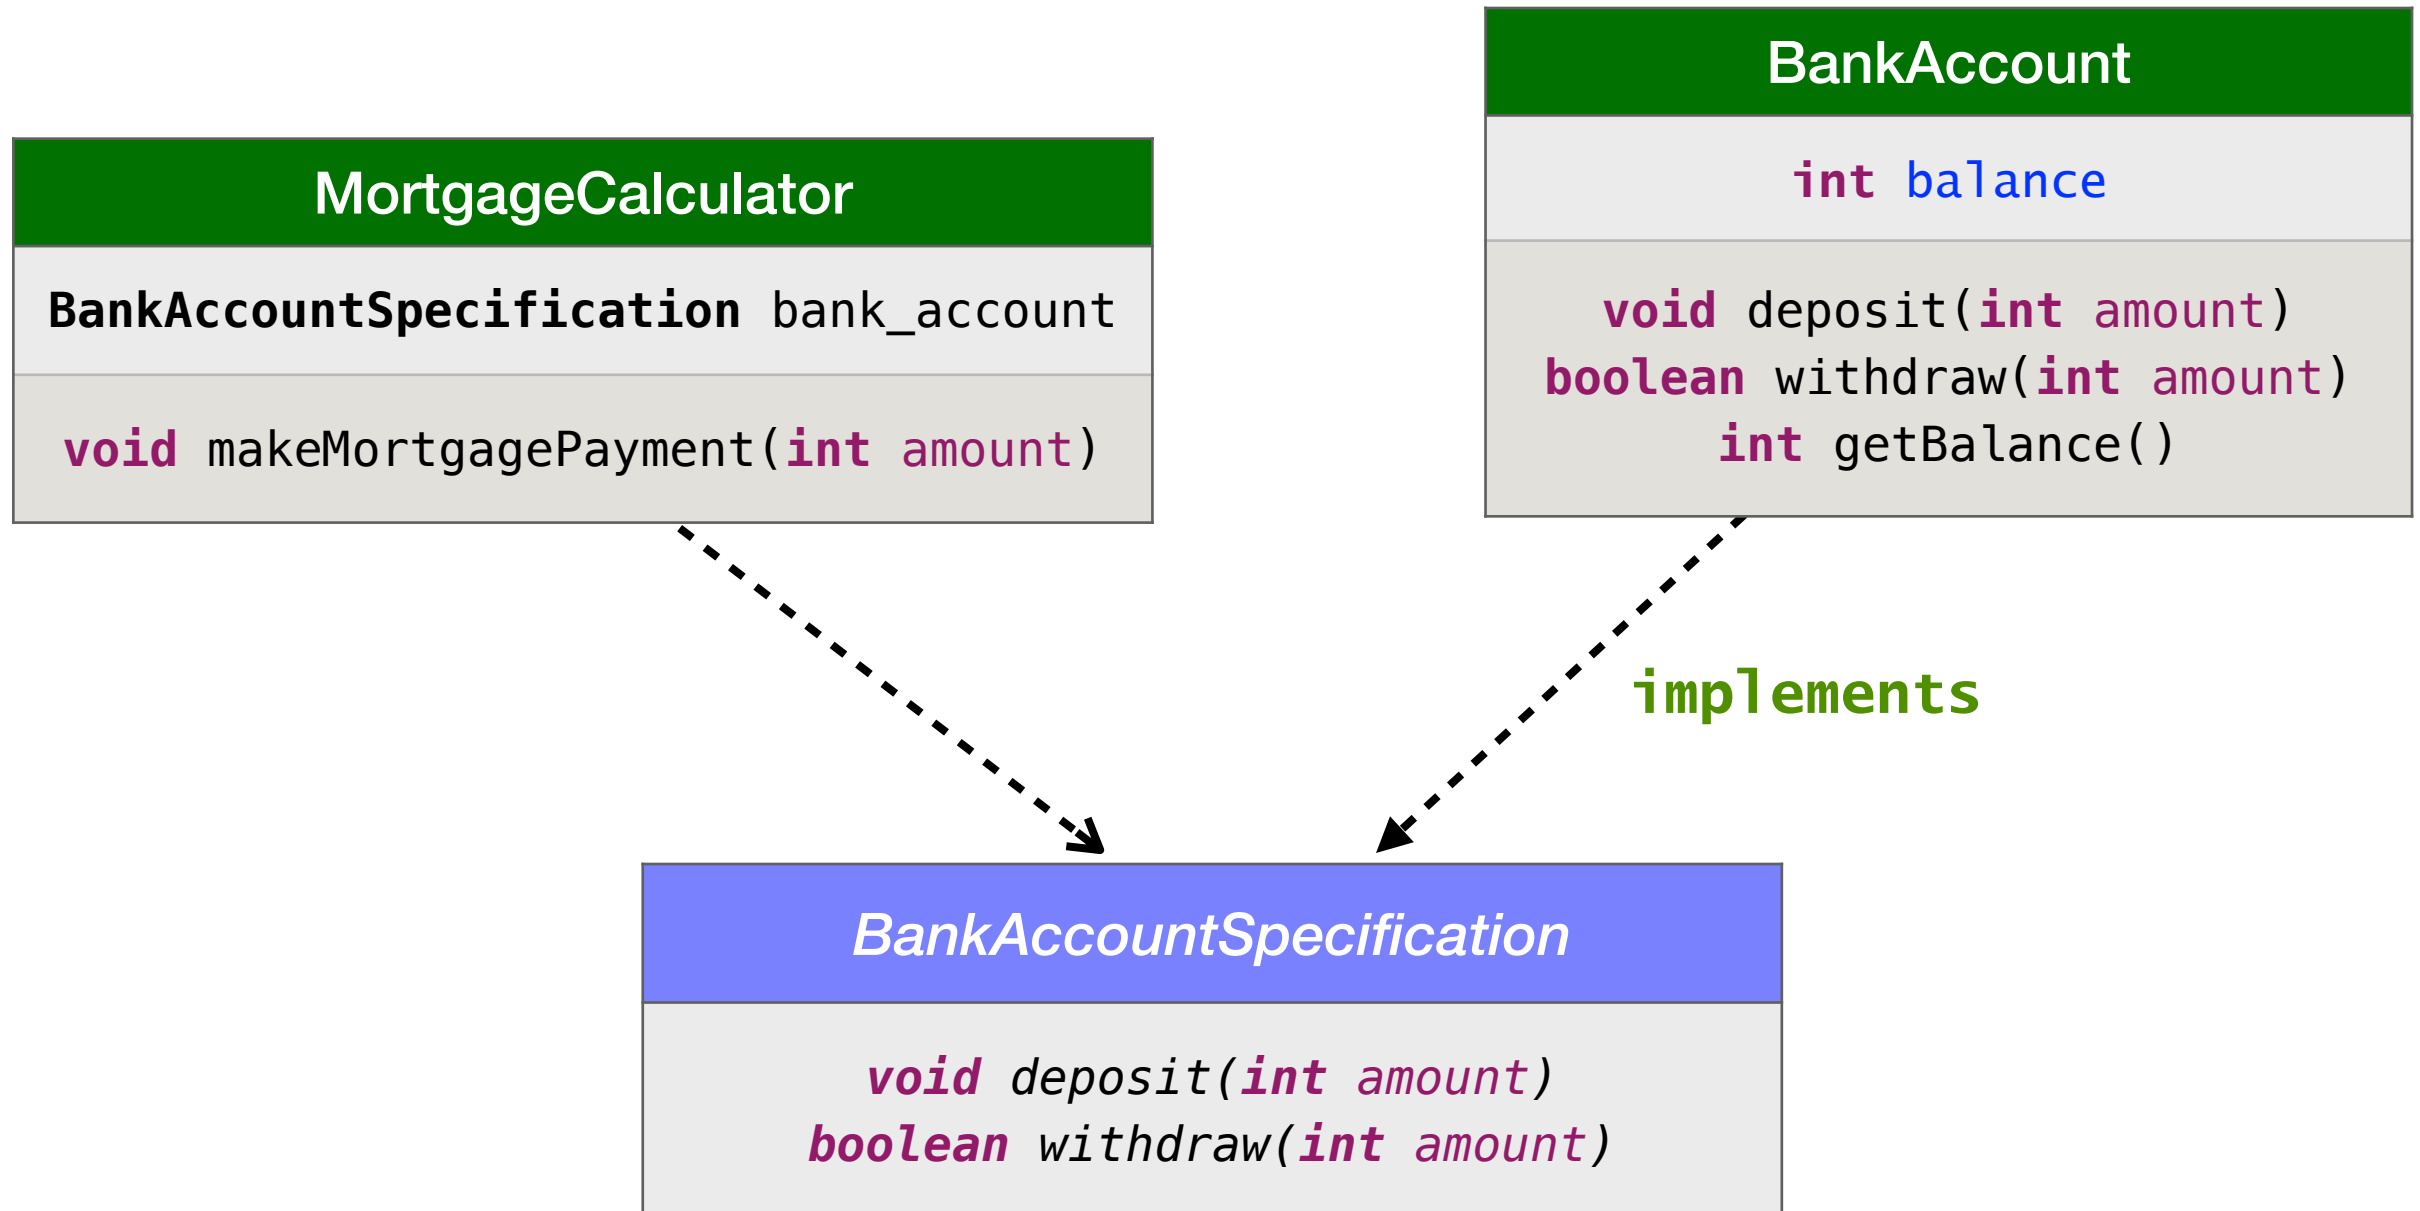 MortgageCalculator
BankAccountSpecification bank_account
void makeMortgagePayment(int amount)
BankAccount
int balance
void deposit(int amount)
boolean withdraw(int amount)
int getBalance()
implements
BankAccountSpecification
void deposit(int amount)
boolean withdraw(int amount)